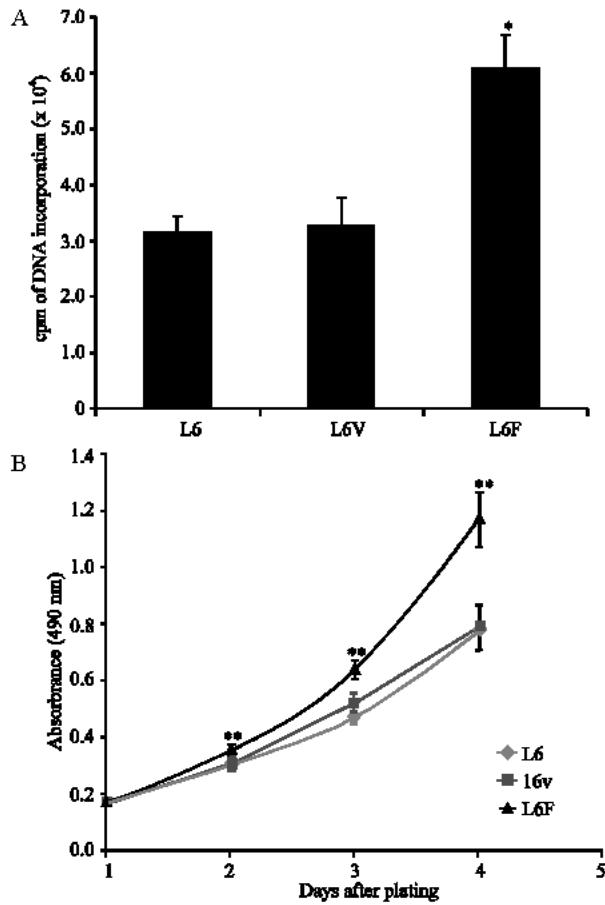 A
cpm of DNA incorporation (x 10⁴)
7.0
6.0
5.0
4.0
3.0
2.0
1.0
0
*
L6
L6V
L6F
B
Absorbrance (490 nm)
1.4
1.2
1.0
0.8
0.6
0.4
0.2
0.0
**
**
**
L6
16v
L6F
1
2
3
4
5
Days after plating